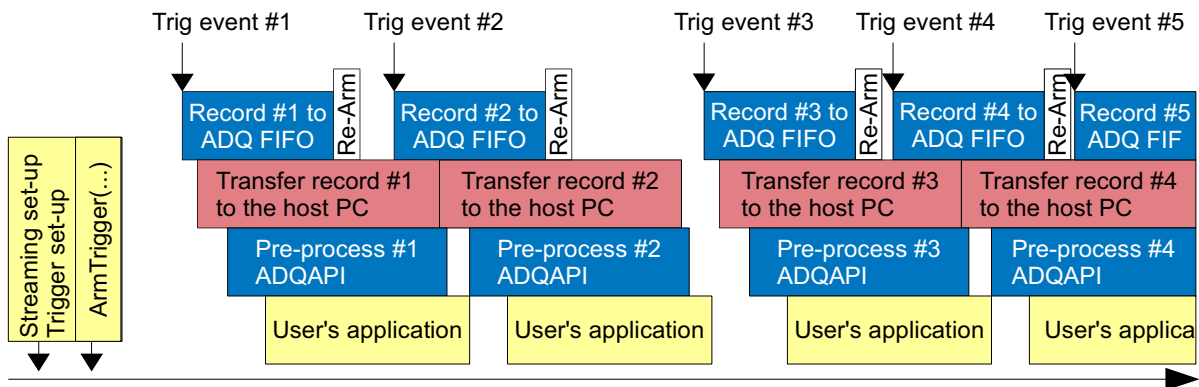 Trig event #1
Trig event #2
Trig event #3
Trig event #4
Trig event #5
Record #1 to
ADQ FIFO
Re-Arm
Record #2 to
ADQ FIFO
Re-Arm
Record #3 to
ADQ FIFO
Re-Arm
Record #4 to
ADQ FIFO
Re-Arm
Record #5
ADQ FIF
Streaming set-up
Trigger set-up
ArmTrigger(...)
Transfer record #1
to the host PC
Transfer record #2
to the host PC
Transfer record #3
to the host PC
Transfer record #4
to the host PC
Pre-process #1
ADQAPI
Pre-process #2
ADQAPI
Pre-process #3
ADQAPI
Pre-process #4
ADQAPI
User's application
User's application
User's application
User's applica